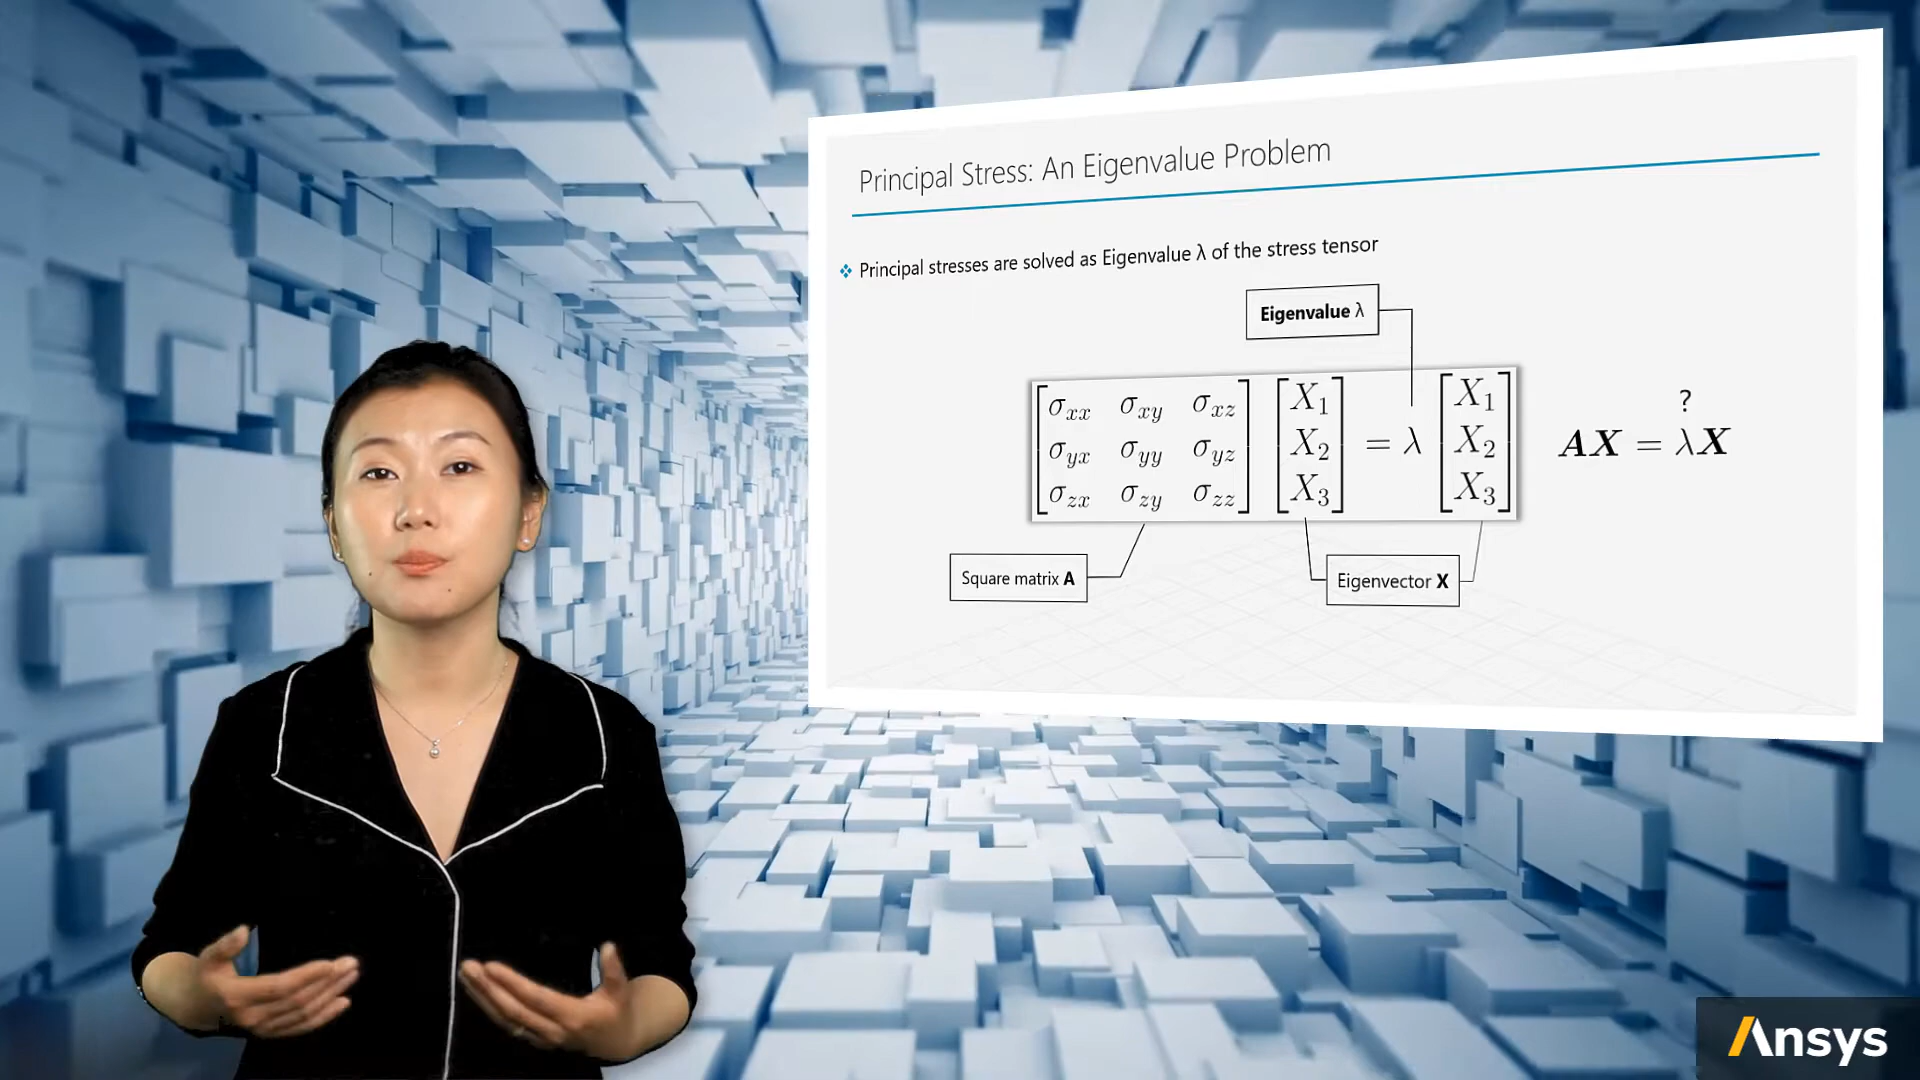 Principal Stress: An Eigenvalue Problem
❖ Principal stresses are solved as Eigenvalue λ of the stress tensor
Eigenvalue λ
σxx σxy σxz X1 X1 ?
σyx σyy σyz X2 = λ X2 AX = λX
σzx σzy σzz X3 X3
Square matrix A
Eigenvector X
Ansys